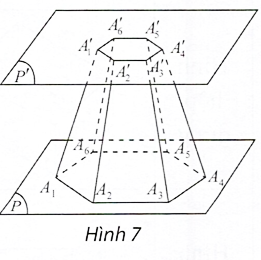 A'₆ A'₅
A'₁ A'₂ A'₃ A'₄
P'
A₆ A₅
A₁ A₂ A₃ A₄
P
Hình 7